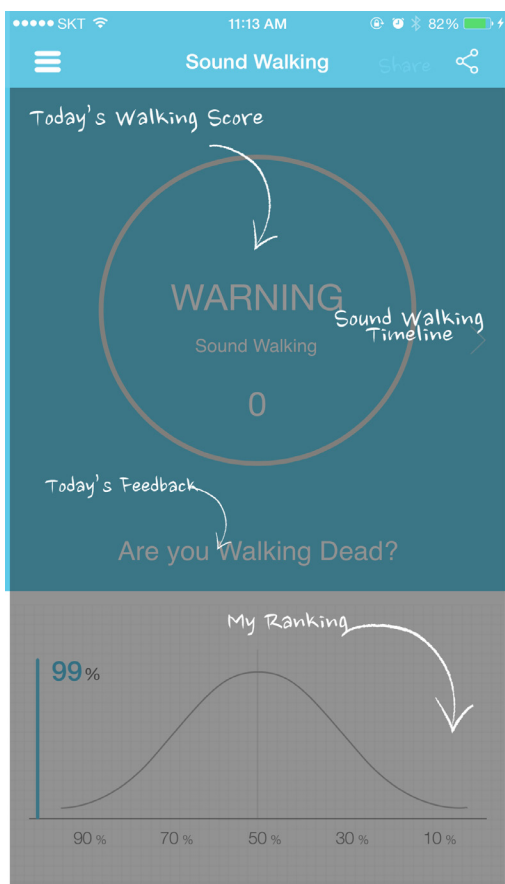 SKT 11:13 AM 82%
Sound Walking Share
Today's Walking Score
WARNING
Sound Walking
Timeline
Sound Walking
0
Today's Feedback
Are you Walking Dead?
My Ranking
99%
90 % 70 % 50 % 30 % 10 %